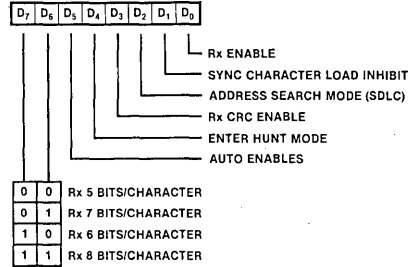 D7 D6 D5 D4 D3 D2 D1 D0
Rx ENABLE
SYNC CHARACTER LOAD INHIBIT
ADDRESS SEARCH MODE (SDLC)
Rx CRC ENABLE
ENTER HUNT MODE
AUTO ENABLES
0 0 Rx 5 BITS/CHARACTER
0 1 Rx 7 BITS/CHARACTER
1 0 Rx 6 BITS/CHARACTER
1 1 Rx 8 BITS/CHARACTER